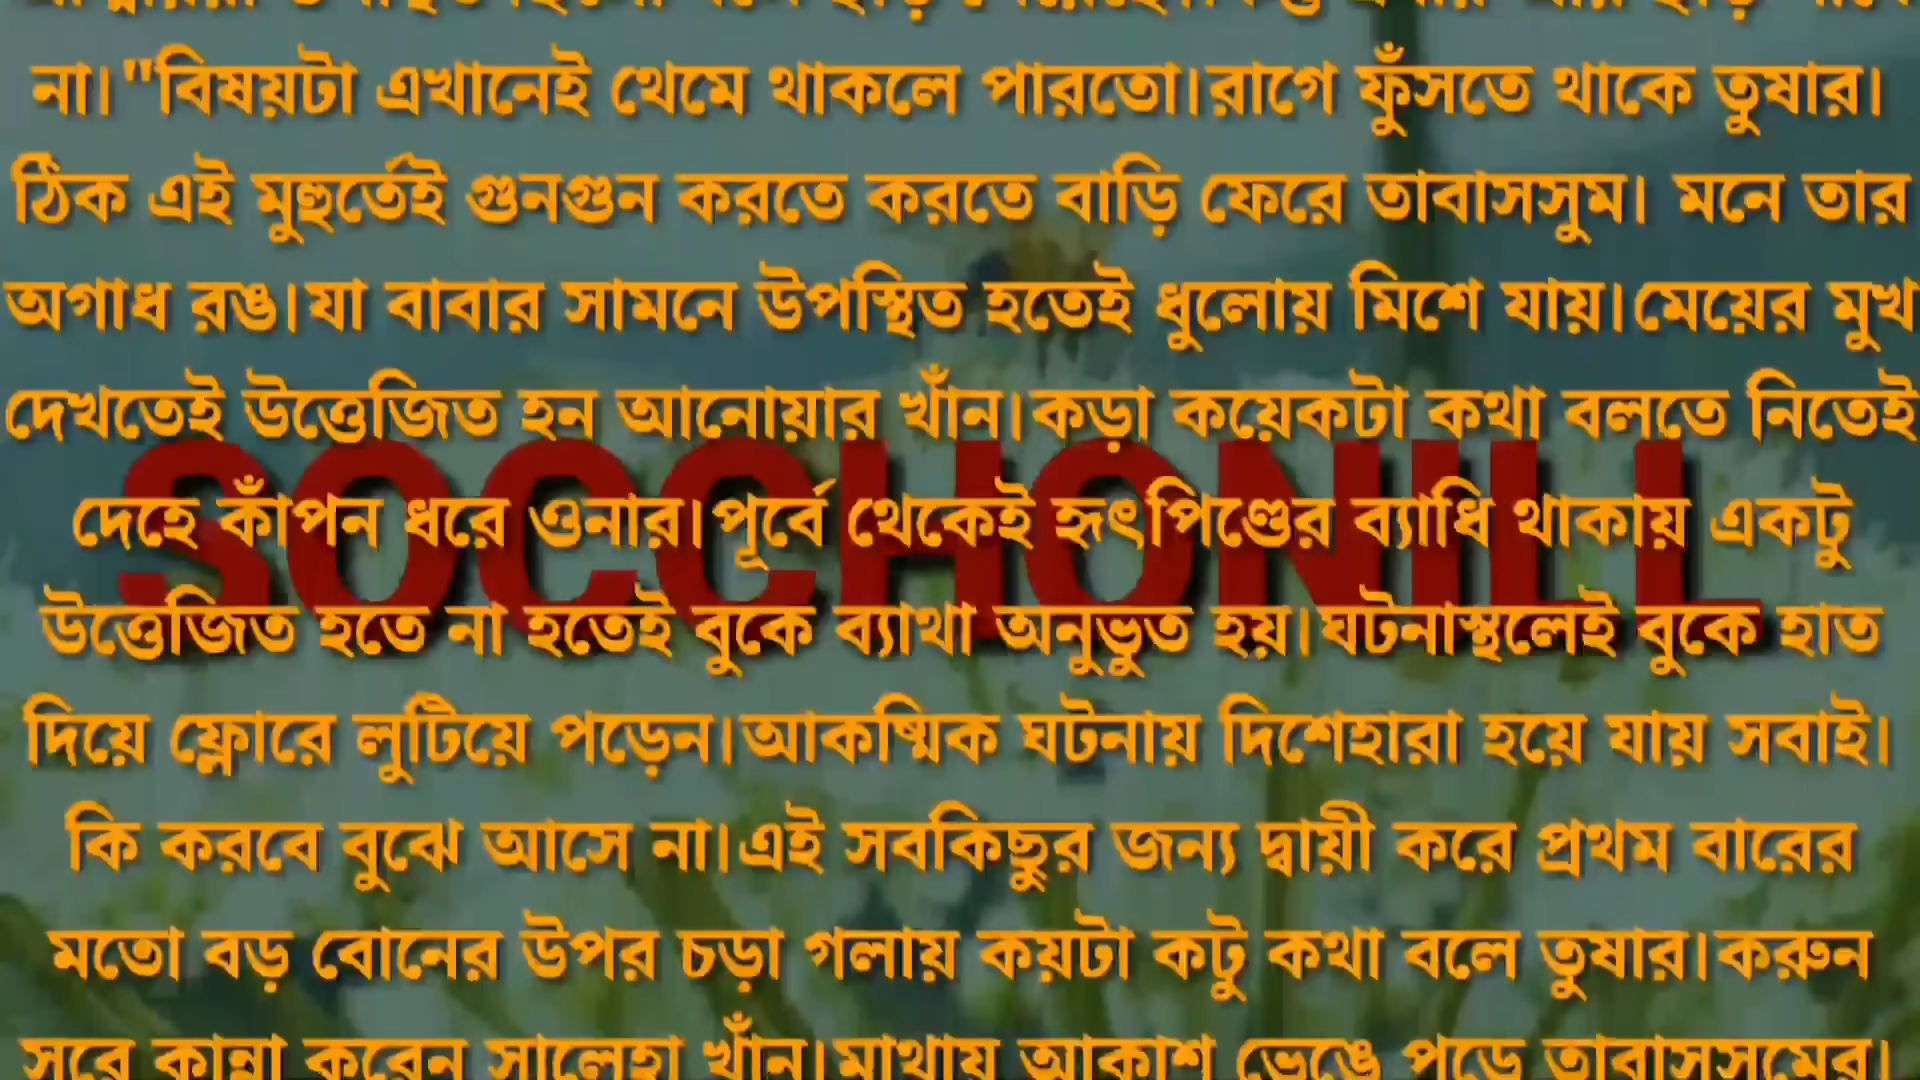 না।"বিষয়টা এখানেই থেমে থাকলে পারতো।রাগে ফুঁসতে থাকে তুষার।
ঠিক এই মুহুর্তেই গুনগুন করতে করতে বাড়ি ফেরে তাবাসসুম। মনে তার
অগাধ রঙ।যা বাবার সামনে উপস্থিত হতেই ধুলোয় মিশে যায়।মেয়ের মুখ
দেখতেই উত্তেজিত হন আনোয়ার খাঁন।কড়া কয়েকটা কথা বলতে নিতেই
SOCCHONILL
দেহে কাঁপন ধরে ওনার।পূর্বে থেকেই হৃৎপিণ্ডের ব্যাধি থাকায় একটু
উত্তেজিত হতে না হতেই বুকে ব্যাথা অনুভুত হয়।ঘটনাস্থলেই বুকে হাত
দিয়ে ফ্লোরে লুটিয়ে পড়েন।আকষ্মিক ঘটনায় দিশেহারা হয়ে যায় সবাই।
কি করবে বুঝে আসে না।এই সবকিছুর জন্য দ্বায়ী করে প্রথম বারের
মতো বড় বোনের উপর চড়া গলায় কয়টা কটু কথা বলে তুষার।করুন
সুরে কান্না করেন সালেহা খাঁন।মাথায় আকাশ ভেঙে পড়ে তাবাসসুমের।